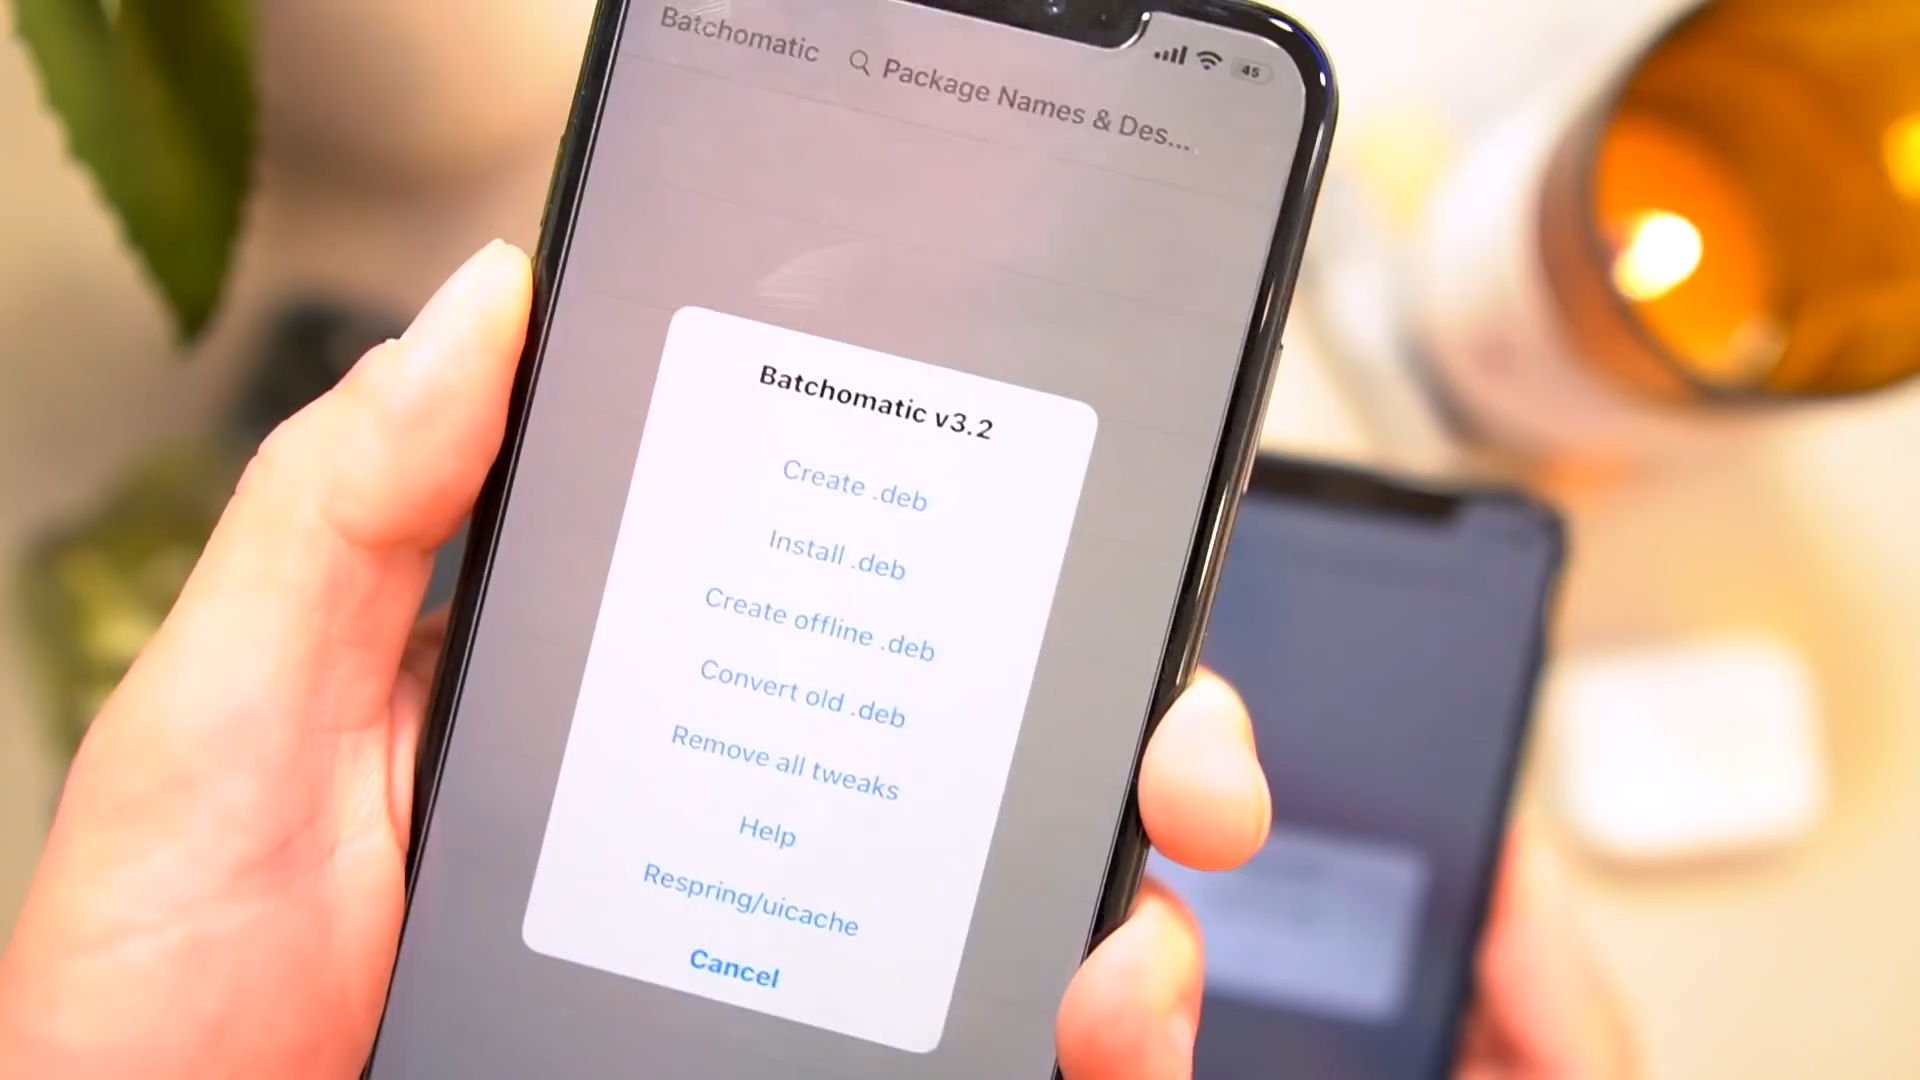 Batchomatic
Package Names & Des...
45
Batchomatic v3.2
Create .deb
Install .deb
Create offline .deb
Convert old .deb
Remove all tweaks
Help
Respring/uicache
Cancel